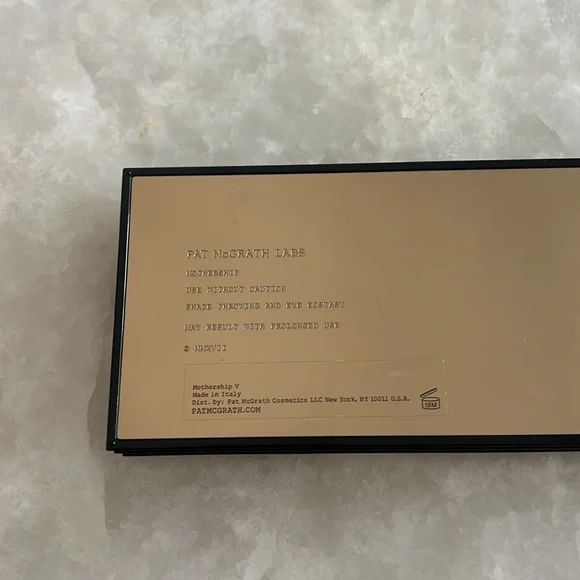 PAT McGRATH LABS
MOTHERSHIP
USE WITHOUT CAUTION
SHADE THROWING AND EYE ECSTASY
MAY RESULT WITH PROLONGED USE
© MMXVII
Mothership V
Made in Italy
Dist. by: Pat McGrath Cosmetics LLC New York, NY 10011 U.S.A.
PATMCGRATH.COM
18M